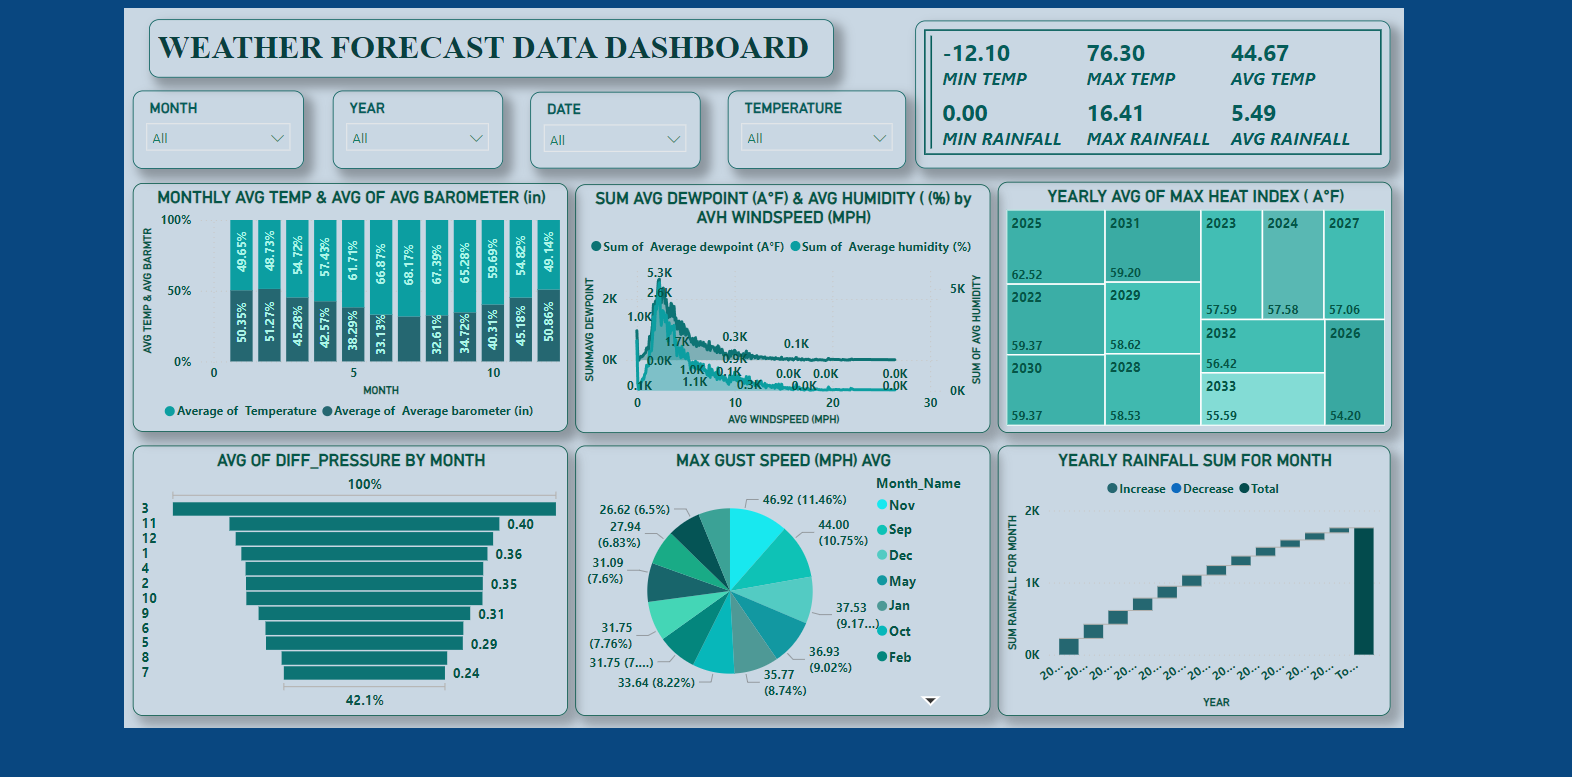 WEATHER FORECAST DATA DASHBOARD
-12.10 76.30 44.67
MIN TEMP MAX TEMP AVG TEMP
0.00 16.41 5.49
MIN RAINFALL MAX RAINFALL AVG RAINFALL
MONTH
All
YEAR
All
DATE
All
TEMPERATURE
All
MONTHLY AVG TEMP & AVG OF AVG BAROMETER (in)
AVG TEMP & AVG BARMTR
100%
50%
0%
49.65% 48.73% 54.72% 57.43% 61.71% 66.87% 68.17% 67.39% 65.28% 59.69% 54.82% 49.14%
50.35% 51.27% 45.28% 42.57% 38.29% 33.13% 32.61% 34.72% 40.31% 45.18% 50.86%
0 5 10
MONTH
Average of Temperature Average of Average barometer (in)
SUM AVG DEWPOINT (A°F) & AVG HUMIDITY ( (%) by
AVH WINDSPEED (MPH)
Sum of Average dewpoint (A°F) Sum of Average humidity (%)
SUMMAVG DEWPOINT
2K
0K
5.3K
2.6K
1.0K
1.7K
0.3K
0.1K
0.0K
0.9K
1.0K
0.1K
0.0K
0.0K
0.0K
0.1K
1.1K
0.3K
0.0K
0.0K
5K
0K
SUM OF AVG HUMIDITY
0 10 20 30
AVG WINDSPEED (MPH)
YEARLY AVG OF MAX HEAT INDEX ( A°F)
2025
62.52
2022
59.37
2030
59.37
2031
59.20
2029
58.62
2028
58.53
2023
57.59
2024
57.58
2027
57.06
2032
56.42
2033
55.59
2026
54.20
AVG OF DIFF_PRESSURE BY MONTH
100%
3
11 0.40
12
1 0.36
4
2 0.35
10
9 0.31
6
5 0.29
8
7 0.24
42.1%
MAX GUST SPEED (MPH) AVG
46.92 (11.46%)
44.00
(10.75%)
37.53
(9.17...)
36.93
(9.02%)
35.77
(8.74%)
33.64 (8.22%)
31.75 (7....)
31.75
(7.76%)
31.09
(7.6%)
27.94
(6.83%)
26.62 (6.5%)
Month_Name
Nov
Sep
Dec
May
Jan
Oct
Feb
YEARLY RAINFALL SUM FOR MONTH
Increase Decrease Total
SUM RAINFALL FOR MONTH
2K
1K
0K
20... 20... 20... 20... 20... 20... 20... 20... 20... 20... 20... 20... To...
YEAR